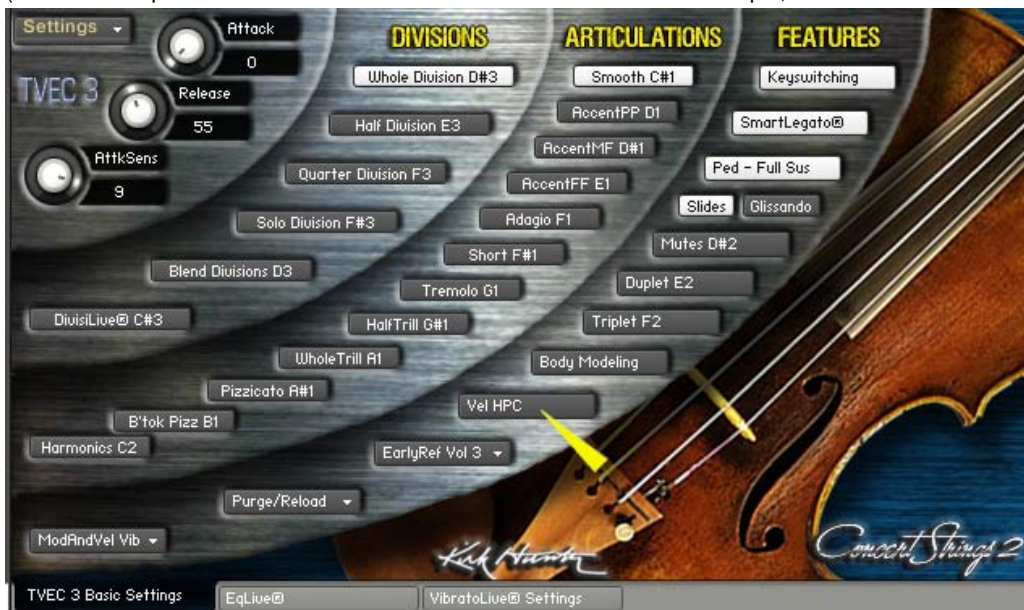 Settings
Attack
0
TVEC 3
Release
55
AttkSens
9
DIVISIONS
Whole Division D#3
Half Division E3
Quarter Division F3
Solo Division F#3
Blend Divisions D3
DivisiLive® C#3
ARTICULATIONS
Smooth C#1
AccentPP D1
AccentMF D#1
AccentFF E1
Adagio F1
Short F#1
Tremolo G1
HalfTrill G#1
WholeTrill A1
Pizzicato A#1
B'tok Pizz B1
Harmonics C2
FEATURES
Keyswitching
SmartLegato®
Ped - Full Sus
Slides Glissando
Mutes D#2
Duplet E2
Triplet F2
Body Modeling
Vel HPC
EarlyRef Vol 3
Purge/Reload
ModAndVel Vib
Kirk Hunter
Concert Strings 2
TVEC 3 Basic Settings EqLive® VibratoLive® Settings